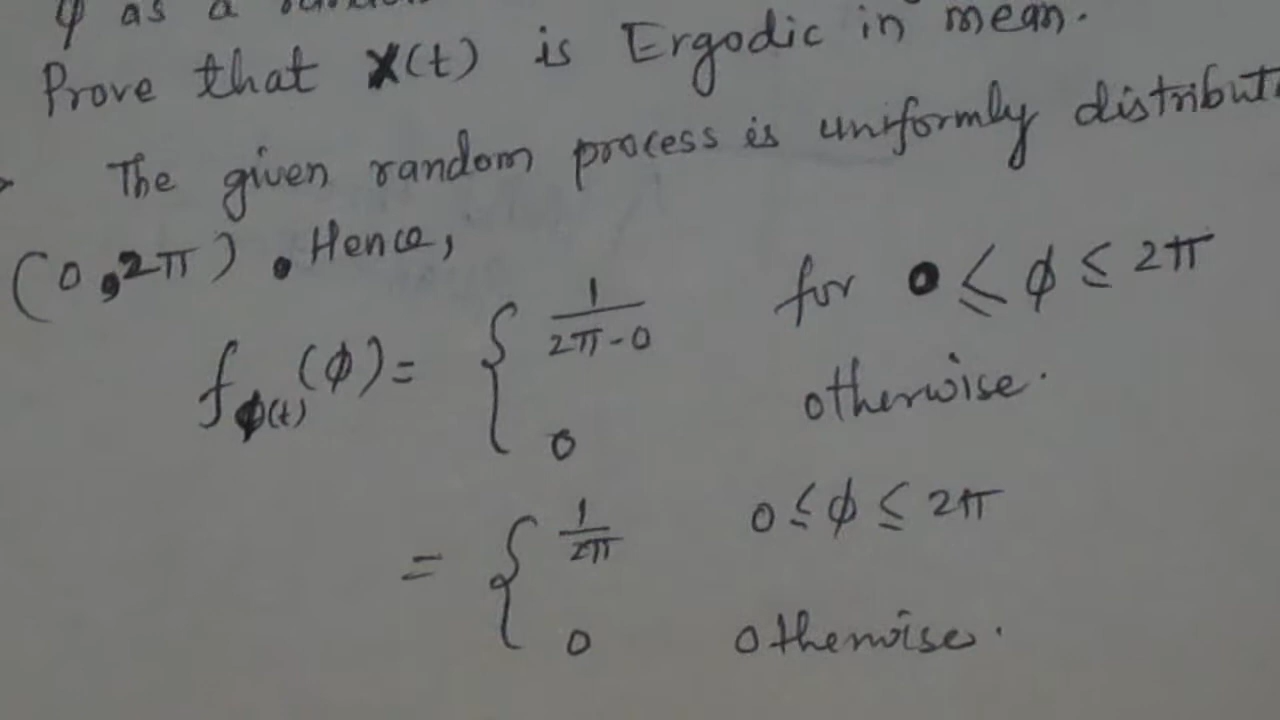 φ as a
Prove that X(t) is Ergodic in mean.
The given random process is uniformly
(0,2π). Hence,
f_φ(t)(φ) = { 1/(2π-0) for 0 ≤ φ ≤ 2π
0 otherwise.
= { 1/2π 0 ≤ φ ≤ 2π
0 otherwise.